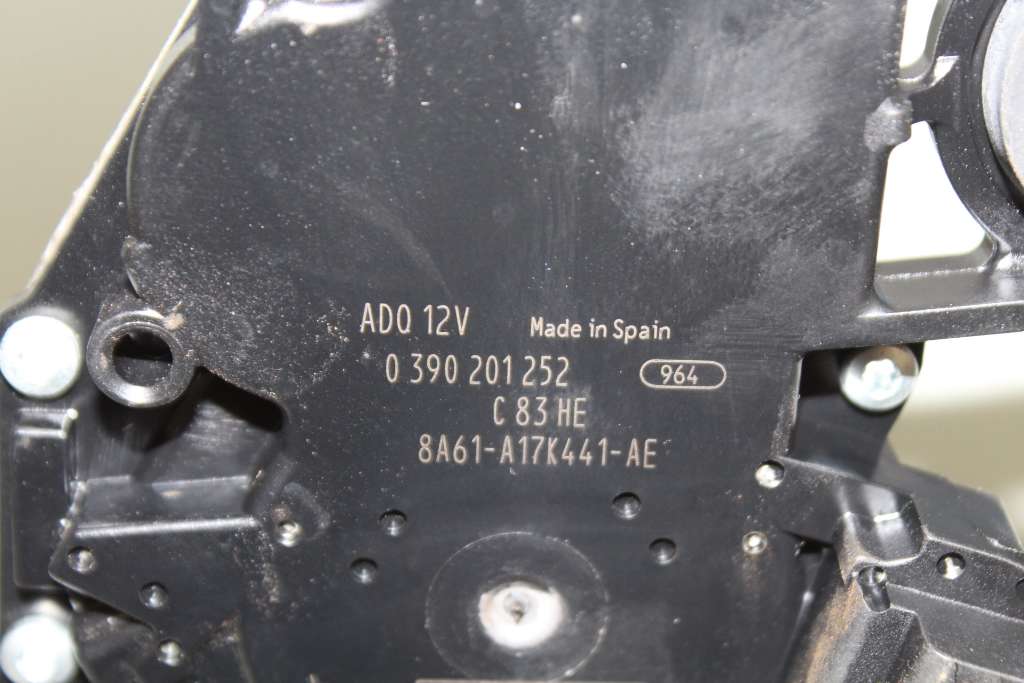 ADQ 12V Made in Spain
0 390 201 252 964
C 83 HE
8A61-A17K441-AE